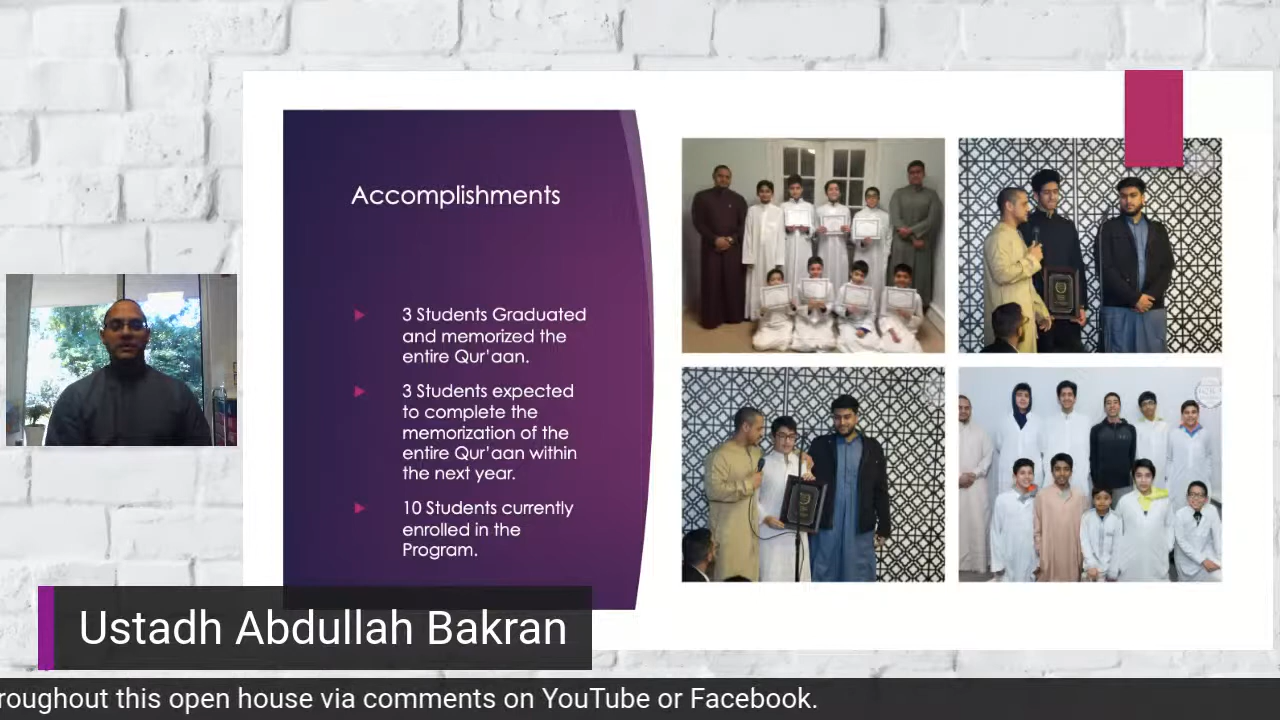 Accomplishments
3 Students Graduated
and memorized the
entire Qur'aan.
3 Students expected
to complete the
memorization of the
entire Qur'aan within
the next year.
10 Students currently
enrolled in the
Program.
Ustadh Abdullah Bakran
roughout this open house via comments on YouTube or Facebook.